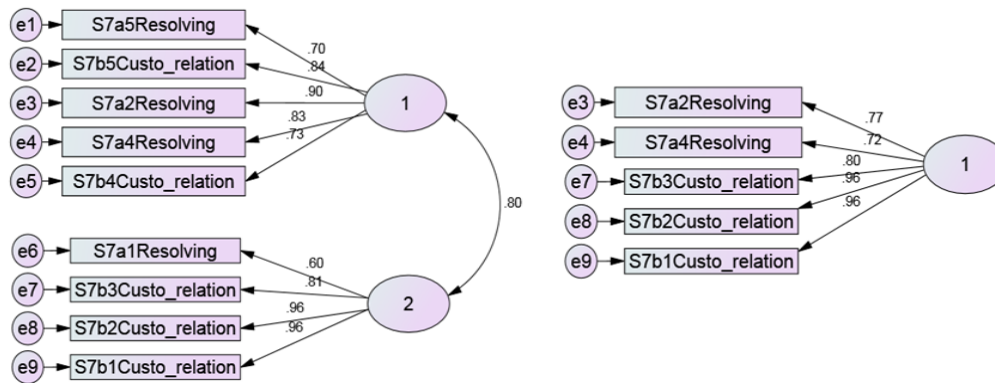 e1 S7a5Resolving
.70
e2 S7b5Custo_relation
.84
e3 S7a2Resolving
.90
1
e4 S7a4Resolving
.83
.73
e5 S7b4Custo_relation
.80
e6 S7a1Resolving
.60
e7 S7b3Custo_relation
.81
2
e8 S7b2Custo_relation
.96
.96
e9 S7b1Custo_relation
e3 S7a2Resolving
.77
e4 S7a4Resolving
.72
1
e7 S7b3Custo_relation
.80
.96
e8 S7b2Custo_relation
.96
e9 S7b1Custo_relation